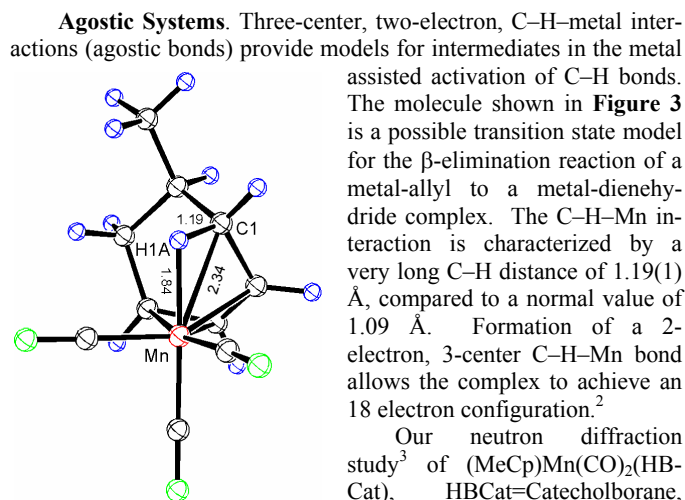 Agostic Systems. Three-center, two-electron, C–H–metal inter-
actions (agostic bonds) provide models for intermediates in the metal
assisted activation of C–H bonds.
The molecule shown in Figure 3
is a possible transition state model
for the β-elimination reaction of a
metal-allyl to a metal-dienehy-
dride complex. The C–H–Mn in-
teraction is characterized by a
very long C–H distance of 1.19(1)
Å, compared to a normal value of
1.09 Å. Formation of a 2-
electron, 3-center C–H–Mn bond
allows the complex to achieve an
18 electron configuration.2
Our neutron diffraction
study3 of (MeCp)Mn(CO)2(HB-
Cat), HBCat=Catecholborane,
1.19
C1
H1A
1.84
2.34
Mn